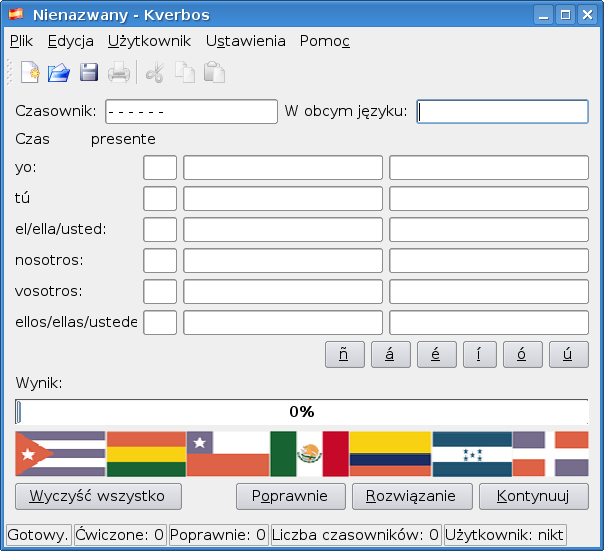 Nienazwany - Kverbos
Plik Edycja Użytkownik Ustawienia Pomoc
Czasownik: - - - - - - W obcym języku:
Czas presente
yo:
tú
el/ella/usted:
nosotros:
vosotros:
ellos/ellas/ustede
ñ á é í ó ú
Wynik:
0%
Wyczyść wszystko Poprawnie Rozwiązanie Kontynuuj
Gotowy. Ćwiczone: 0 Poprawnie: 0 Liczba czasowników: 0 Użytkownik: nikt